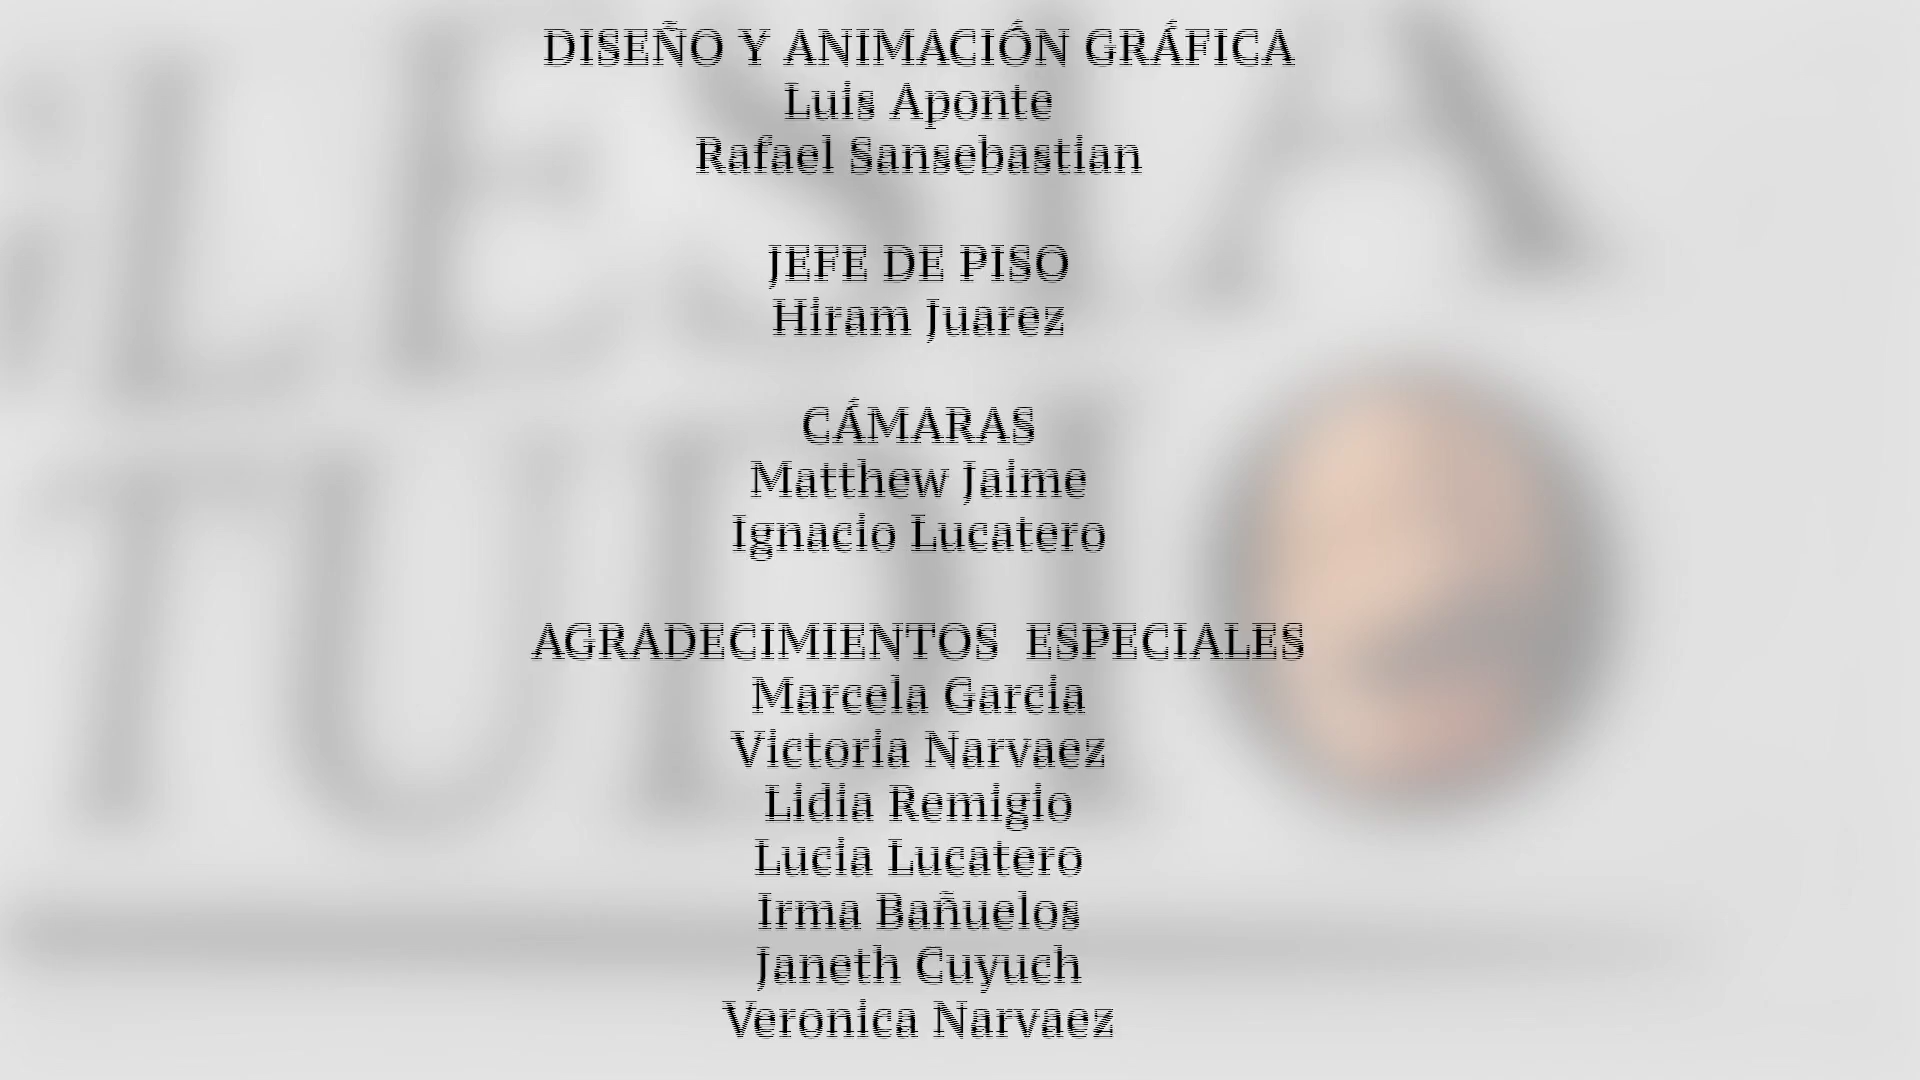 DISEÑO Y ANIMACIÓN GRÁFICA
Luis Aponte
Rafael Sansebastian
JEFE DE PISO
Hiram Juarez
CÁMARAS
Matthew Jaime
Ignacio Lucatero
AGRADECIMIENTOS  ESPECIALES
Marcela Garcia
Victoria Narvaez
Lidia Remigio
Lucia Lucatero
Irma Bañuelos
Janeth Cuyuch
Veronica Narvaez